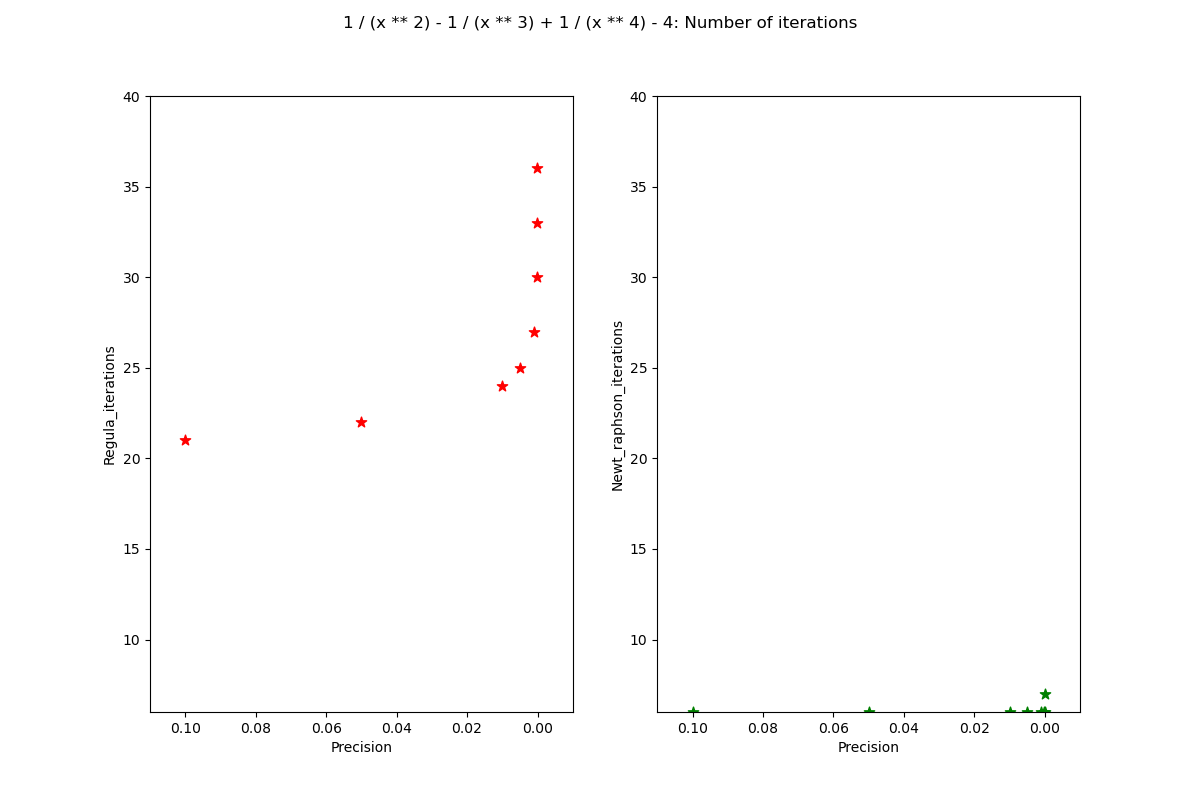 1 / (x ** 2) - 1 / (x ** 3) + 1 / (x ** 4) - 4: Number of iterations
40
35
30
25
20
15
10
Regula_iterations
0.10 0.08 0.06 0.04 0.02 0.00
Precision
40
35
30
25
20
15
10
Newt_raphson_iterations
0.10 0.08 0.06 0.04 0.02 0.00
Precision